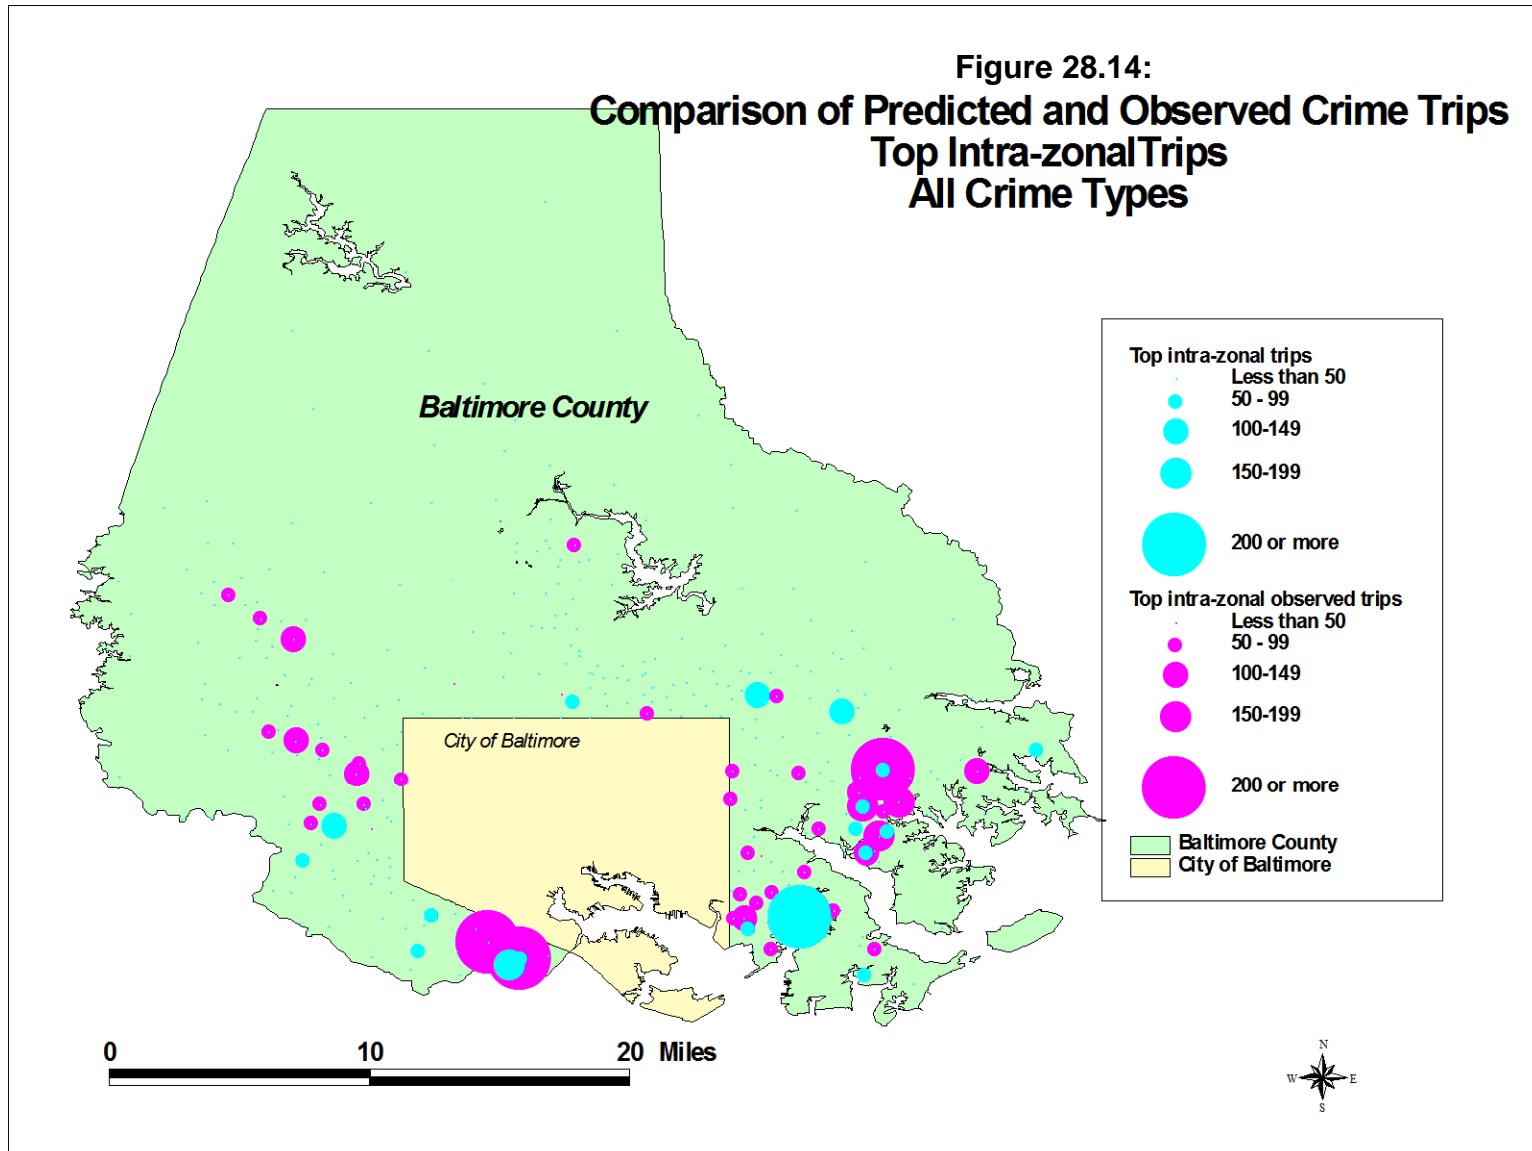 Figure 28.14:
Comparison of Predicted and Observed Crime Trips
Top Intra-zonalTrips
All Crime Types
Baltimore County
City of Baltimore
Top intra-zonal trips
Less than 50
50 - 99
100-149
150-199
200 or more
Top intra-zonal observed trips
Less than 50
50 - 99
100-149
150-199
200 or more
Baltimore County
City of Baltimore
0 10 20 Miles
N
W E
S